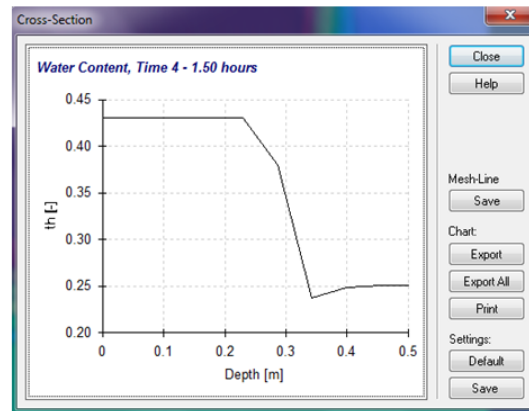 Cross-Section
Water Content, Time 4 - 1.50 hours
0.45
0.40
0.35
0.30
0.25
0.20
th [-]
0 0.1 0.2 0.3 0.4 0.5
Depth [m]
Close
Help
Mesh-Line
Save
Chart:
Export
Export All
Print
Settings:
Default
Save